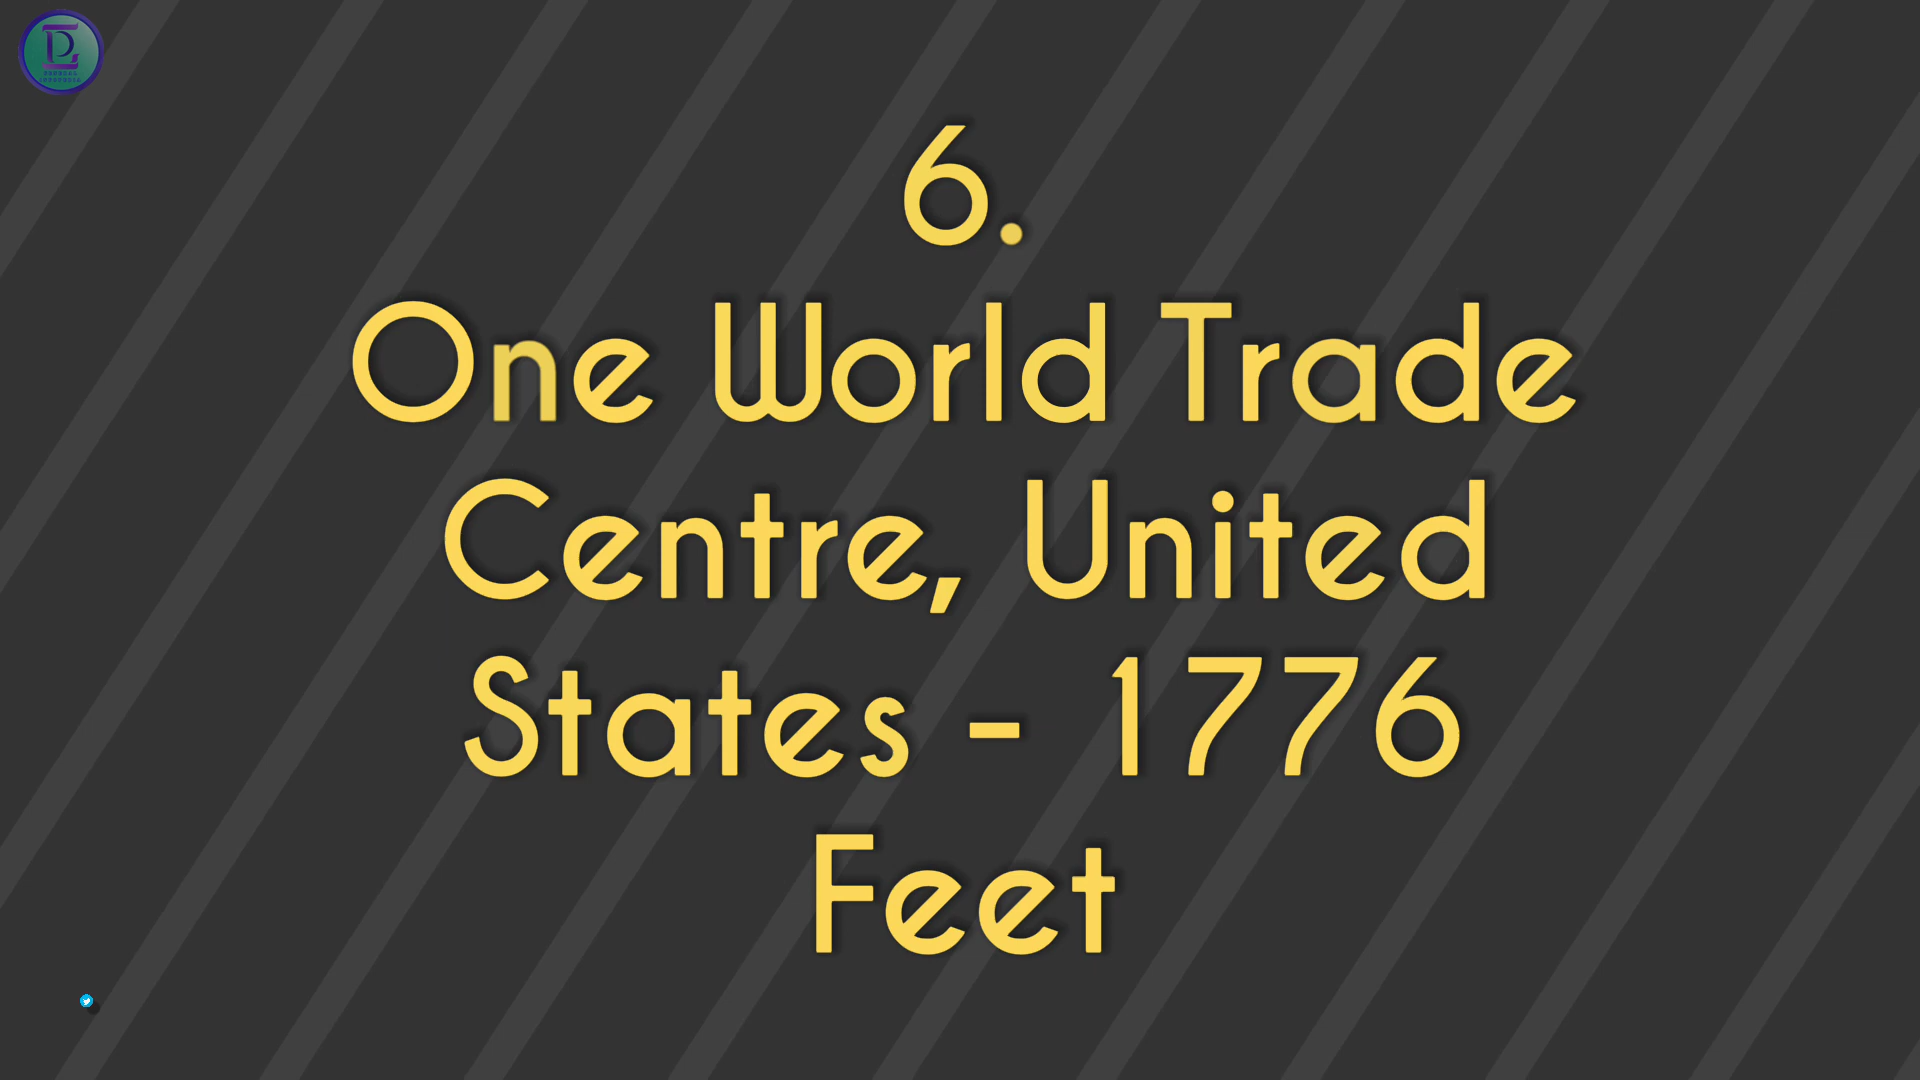 6.
One World Trade
Centre, United
States - 1776
Feet